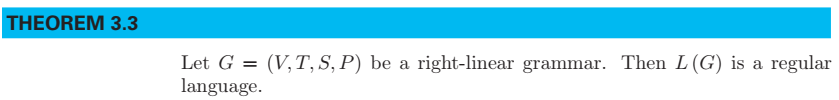 THEOREM 3.3
Let G = (V, T, S, P) be a right-linear grammar. Then L (G) is a regular
language.